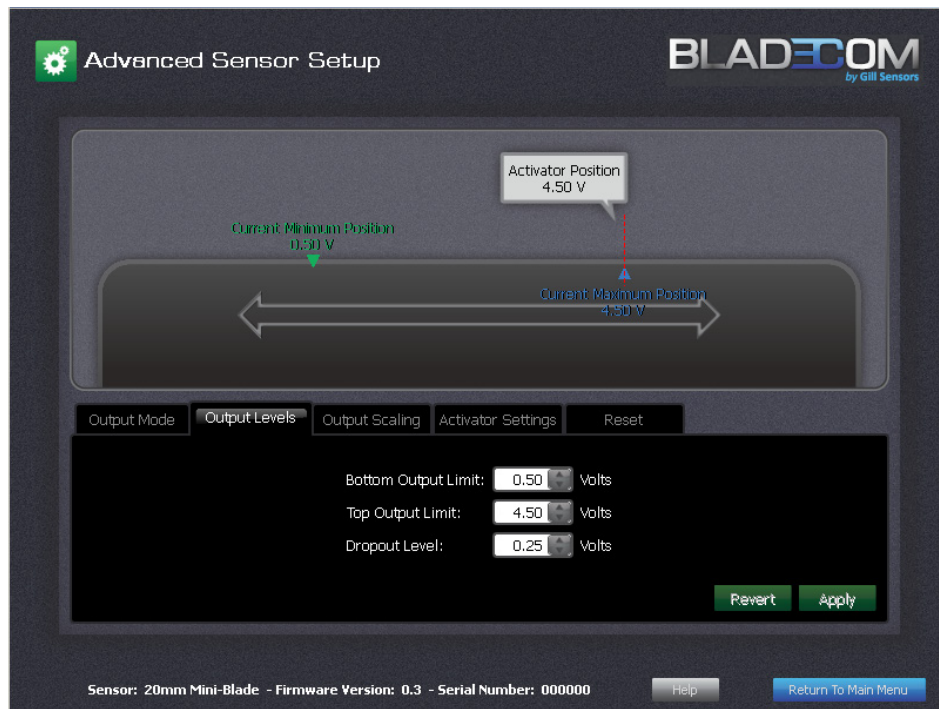 Advanced Sensor Setup
BLADECOM
by Gill Sensors
Activator Position
4.50 V
Current Minimum Position
0.50 V
Current Maximum Position
4.50 V
Output Mode Output Levels Output Scaling Activator Settings Reset
Bottom Output Limit: 0.50 Volts
Top Output Limit: 4.50 Volts
Dropout Level: 0.25 Volts
Revert Apply
Sensor: 20mm Mini-Blade - Firmware Version: 0.3 - Serial Number: 000000 Help Return To Main Menu